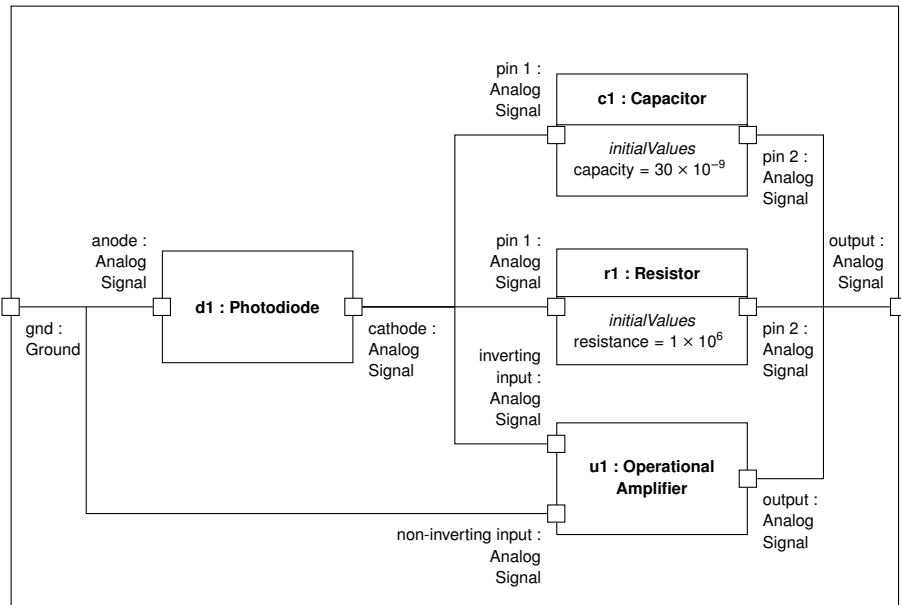 pin 1 :
Analog
Signal
c1 : Capacitor
initialValues
capacity = 30 × 10⁻⁹
pin 2 :
Analog
Signal
anode :
Analog
Signal
d1 : Photodiode
gnd :
Ground
cathode :
Analog
Signal
pin 1 :
Analog
Signal
r1 : Resistor
initialValues
resistance = 1 × 10⁶
pin 2 :
Analog
Signal
output :
Analog
Signal
inverting
input :
Analog
Signal
u1 : Operational
Amplifier
non-inverting input :
Analog
Signal
output :
Analog
Signal